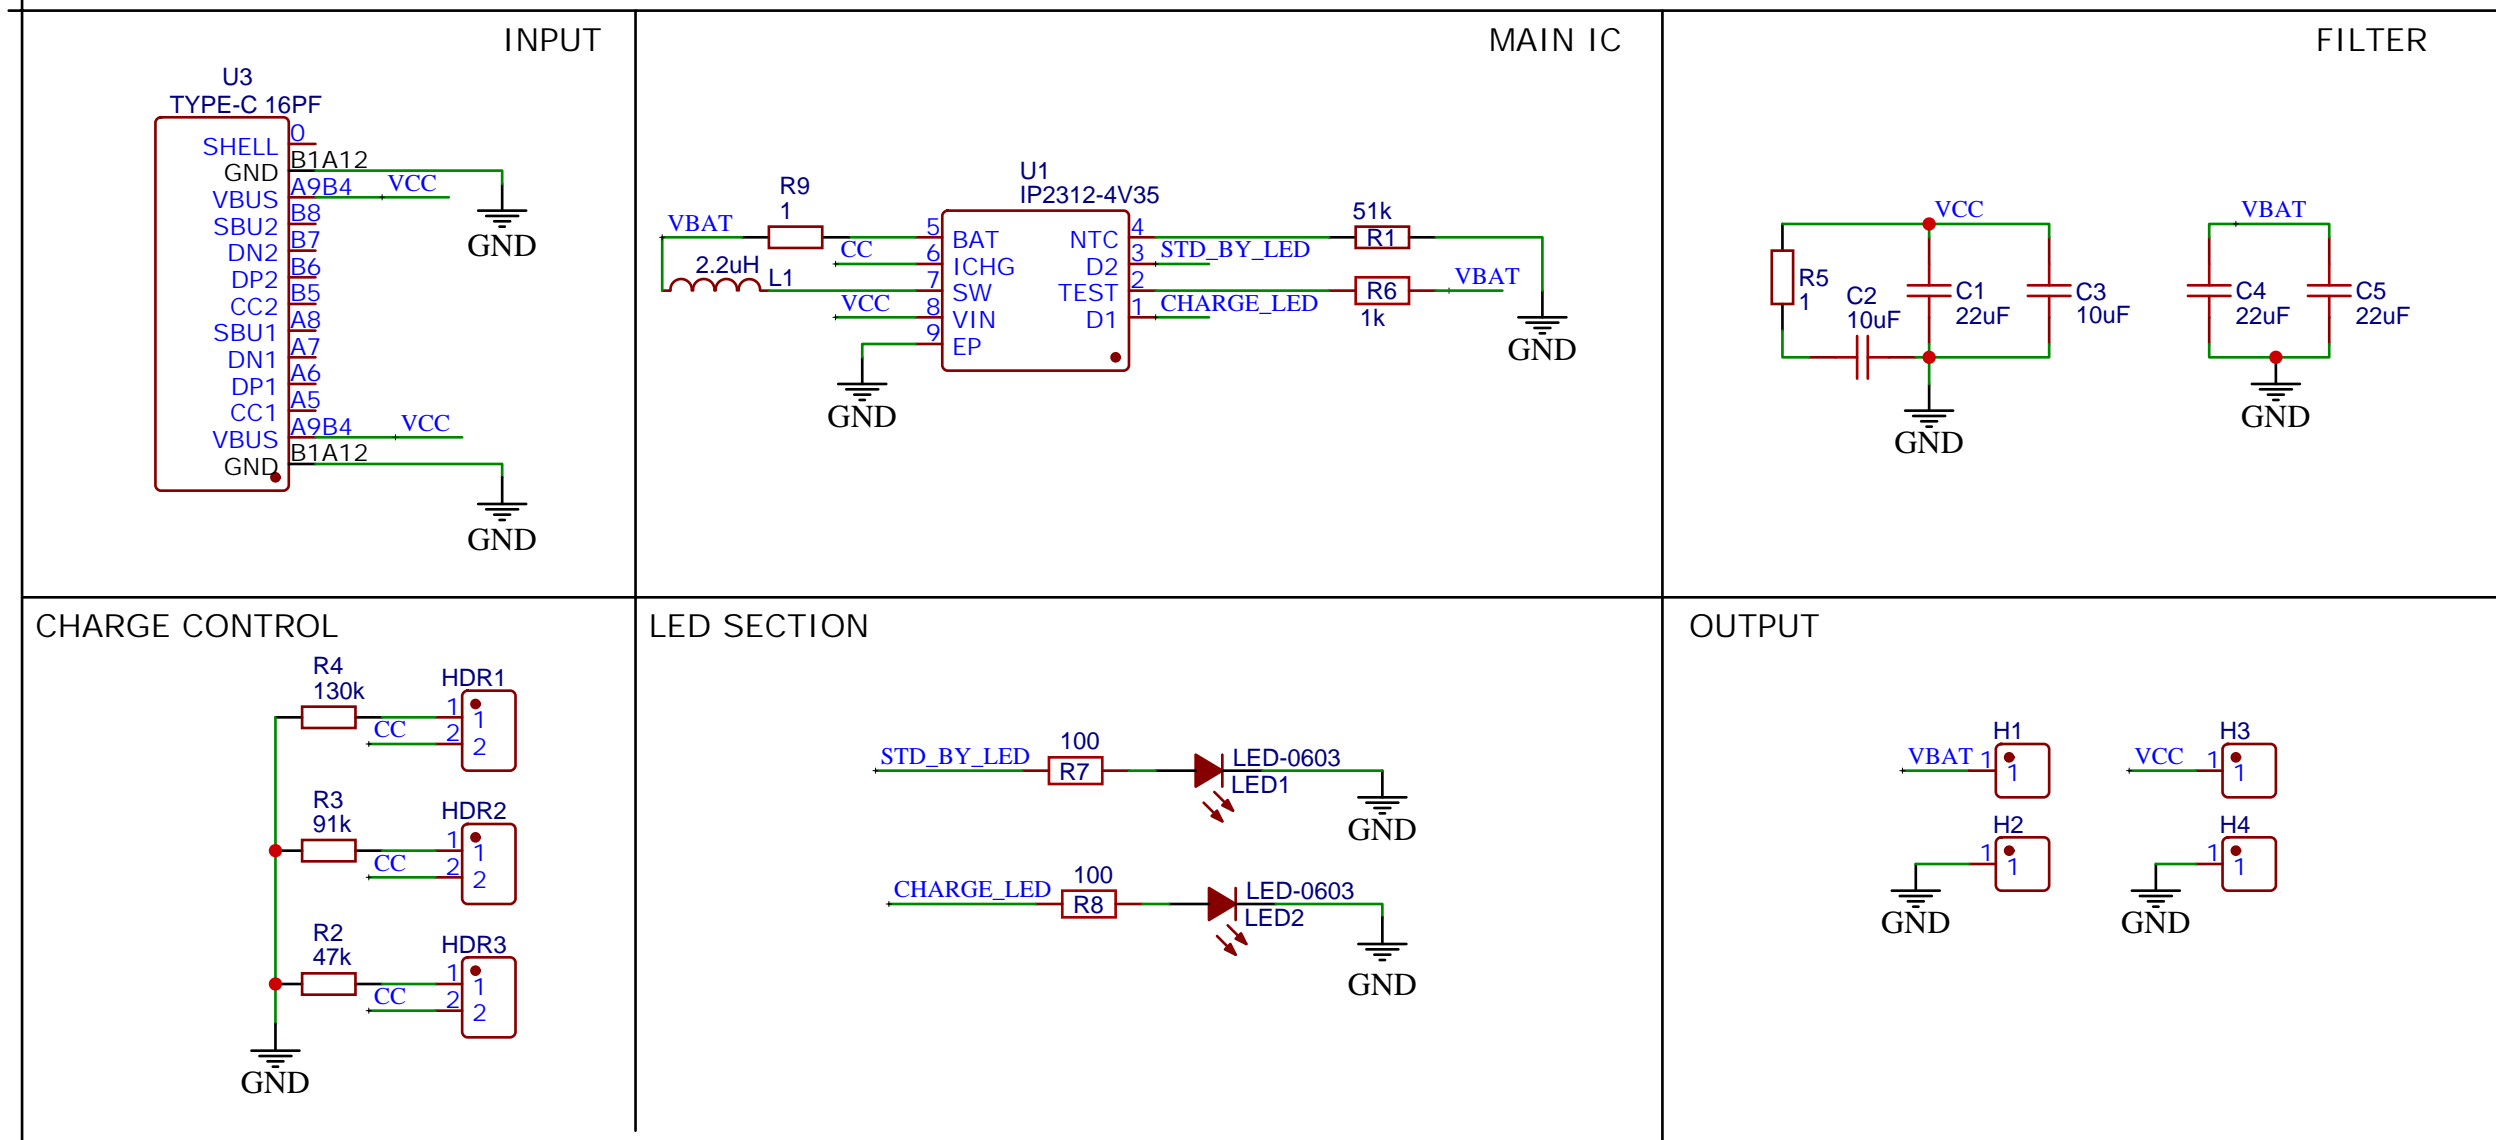 INPUT
U3
TYPE-C 16PF
0
SHELL
B1A12
GND
A9B4
VCC
VBUS
B8
SBU2
B7
DN2
B6
DP2
B5
CC2
A8
SBU1
A7
DN1
A6
DP1
A5
CC1
A9B4
VCC
VBUS
B1A12
GND
GND
GND
MAIN IC
U1
IP2312-4V35
R9
1
VBAT
5
BAT
CC
6
ICHG
2.2uH
L1
7
SW
VCC
8
VIN
9
EP
GND
4
NTC
51k
R1
3
STD_BY_LED
D2
2
TEST
R6
1k
VBAT
1
CHARGE_LED
D1
GND
FILTER
VCC
R5
1
C2
10uF
C1
22uF
C3
10uF
GND
VBAT
C4
22uF
C5
22uF
GND
CHARGE CONTROL
R4
130k
HDR1
1
1
CC
2
2
R3
91k
HDR2
1
1
CC
2
2
R2
47k
HDR3
1
1
CC
2
2
GND
LED SECTION
STD_BY_LED
100
R7
LED-0603
LED1
GND
CHARGE_LED
100
R8
LED-0603
LED2
GND
OUTPUT
H1
VBAT
1
1
H3
VCC
1
1
H2
1
1
GND
H4
1
1
GND